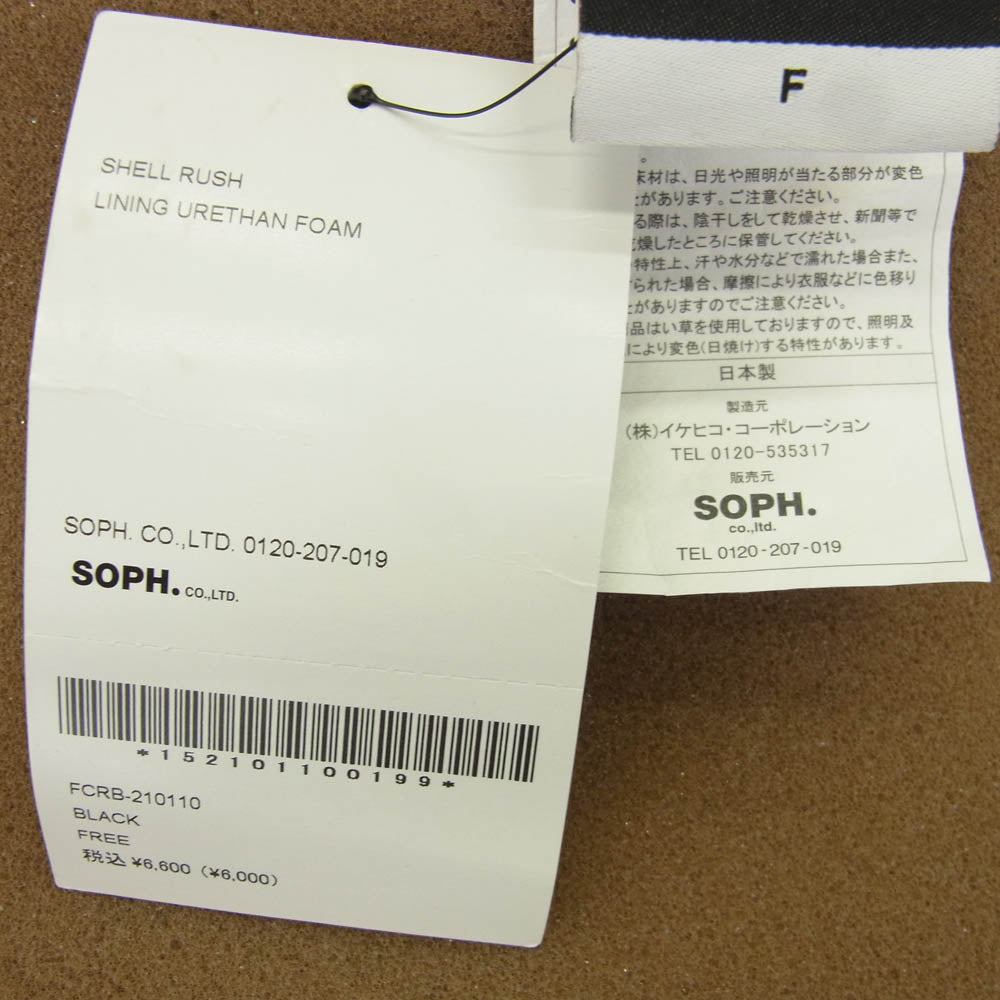 SHELL RUSH
LINING URETHAN FOAM
SOPH. CO.,LTD. 0120-207-019
SOPH. CO.,LTD.
*152101100199*
FCRB-210110
BLACK
FREE
税込 ¥6,600 (¥6,000)
F
床材は、日光や照明が当たる部分が変色
とがあります。ご注意ください。
る際は、陰干しをして乾燥させ、新聞等で
乾燥したところに保管してください。
特性上、汗や水分などで濡れた場合また、
られた場合、摩擦により衣服などに色移り
とがありますのでご注意ください。
品はい草を使用しておりますので、照明及
により変色(日焼け)する特性があります。
日本製
製造元
(株)イケヒコ・コーポレーション
TEL 0120-535317
販売元
SOPH.
co.,ltd.
TEL 0120-207-019